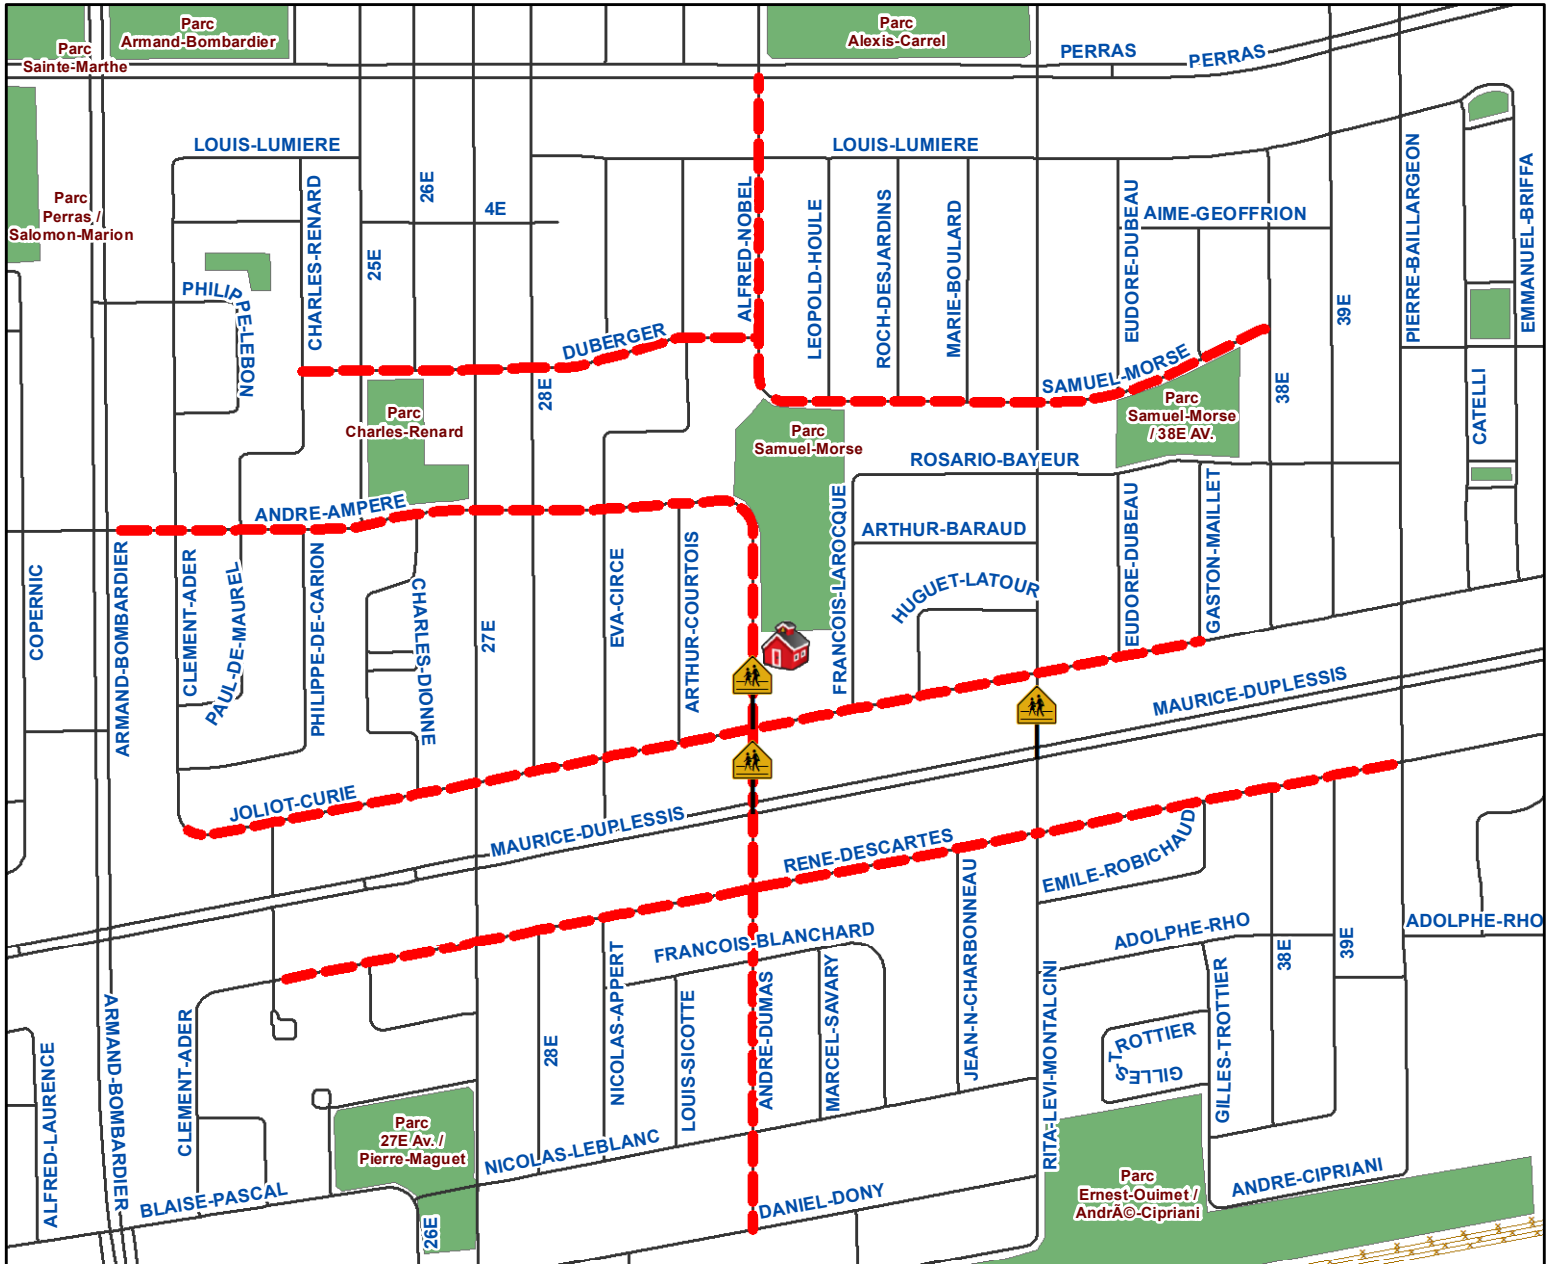 Parc
Armand-Bombardier
Parc
Alexis-Carrel
Parc
Sainte-Marthe
PERRAS
PERRAS
LOUIS-LUMIERE
LOUIS-LUMIERE
Parc
Perras /
Salomon-Marion
CHARLES-RENARD
26E
4E
25E
ALFRED-NOBEL
LEOPOLD-HOULE
ROCH-DESJARDINS
MARIE-BOULARD
EUDORE-DUBEAU
AIME-GEOFFRION
39E
PIERRE-BAILLARGEON
EMMANUEL-BRIFFA
PHILIPPE-LEBON
DUBERGER
28E
SAMUEL-MORSE
38E
CATELLI
Parc
Charles-Renard
Parc
Samuel-Morse
Parc
Samuel-Morse
/ 38E AV.
ROSARIO-BAYEUR
ANDRE-AMPERE
ARTHUR-BARAUD
FRANCOIS-LAROCQUE
HUGUET-LATOUR
EUDORE-DUBEAU
GASTON-MAILLET
COPERNIC
ARMAND-BOMBARDIER
CLEMENT-ADER
PAUL-DE-MAUREL
PHILIPPE-DE-CARION
CHARLES-DIONNE
27E
EVA-CIRCE
ARTHUR-COURTOIS
MAURICE-DUPLESSIS
JOLIOT-CURIE
MAURICE-DUPLESSIS
RENE-DESCARTES
EMILE-ROBICHAUD
JEAN-N-CHARBONNEAU
FRANCOIS-BLANCHARD
ADOLPHE-RHO
ADOLPHE-RHO
38E
39E
ARMAND-BOMBARDIER
CLEMENT-ADER
ALFRED-LAURENCE
28E
NICOLAS-APPERT
LOUIS-SICOTTE
ANDRE-DUMAS
MARCEL-SAVARY
RITA-LEVI-MONTALCINI
GILLES-TROTTIER
GILLES-TROTTIER
Parc
27E Av. /
Pierre-Maguet
NICOLAS-LEBLANC
BLAISE-PASCAL
26E
DANIEL-DONY
Parc
Ernest-Ouimet /
AndrÃ©-Cipriani
ANDRE-CIPRIANI